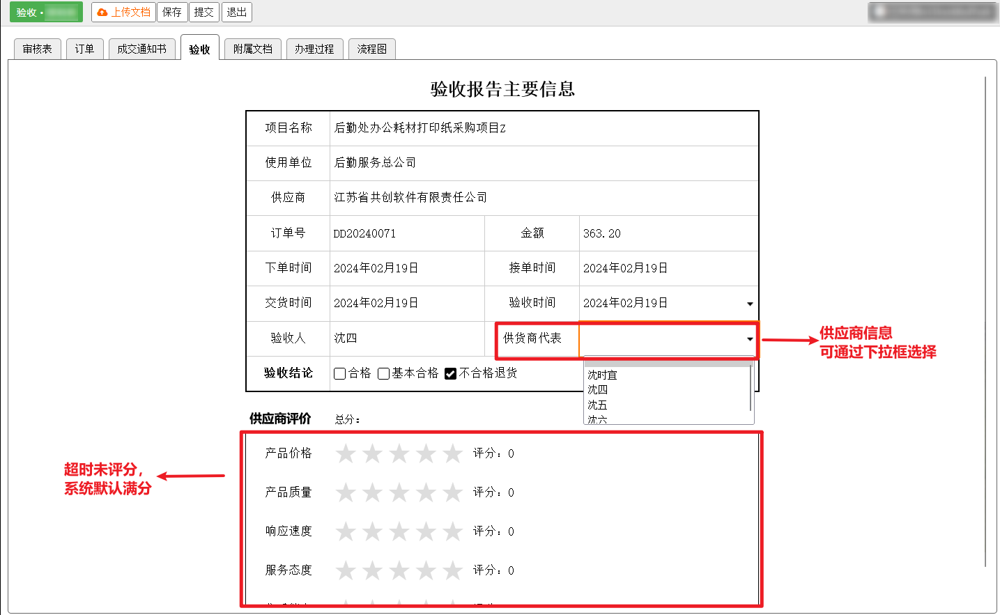 验收 ·
上传文档 保存 提交 退出
审核表 订单 成交通知书 验收 附属文档 办理过程 流程图
验收报告主要信息
项目名称 后勤处办公耗材打印纸采购项目Z
使用单位 后勤服务总公司
供应商 江苏省共创软件有限责任公司
订单号 DD20240071 金额 363.20
下单时间 2024年02月19日 接单时间 2024年02月19日
交货时间 2024年02月19日 验收时间 2024年02月19日
验收人 沈四 供货商代表
供应商信息
可通过下拉框选择
验收结论 合格 基本合格 不合格退货
沈时宜
沈四
沈五
沈六
供应商评价 总分：
产品价格 评分：0
超时未评分，
系统默认满分
产品质量 评分：0
响应速度 评分：0
服务态度 评分：0